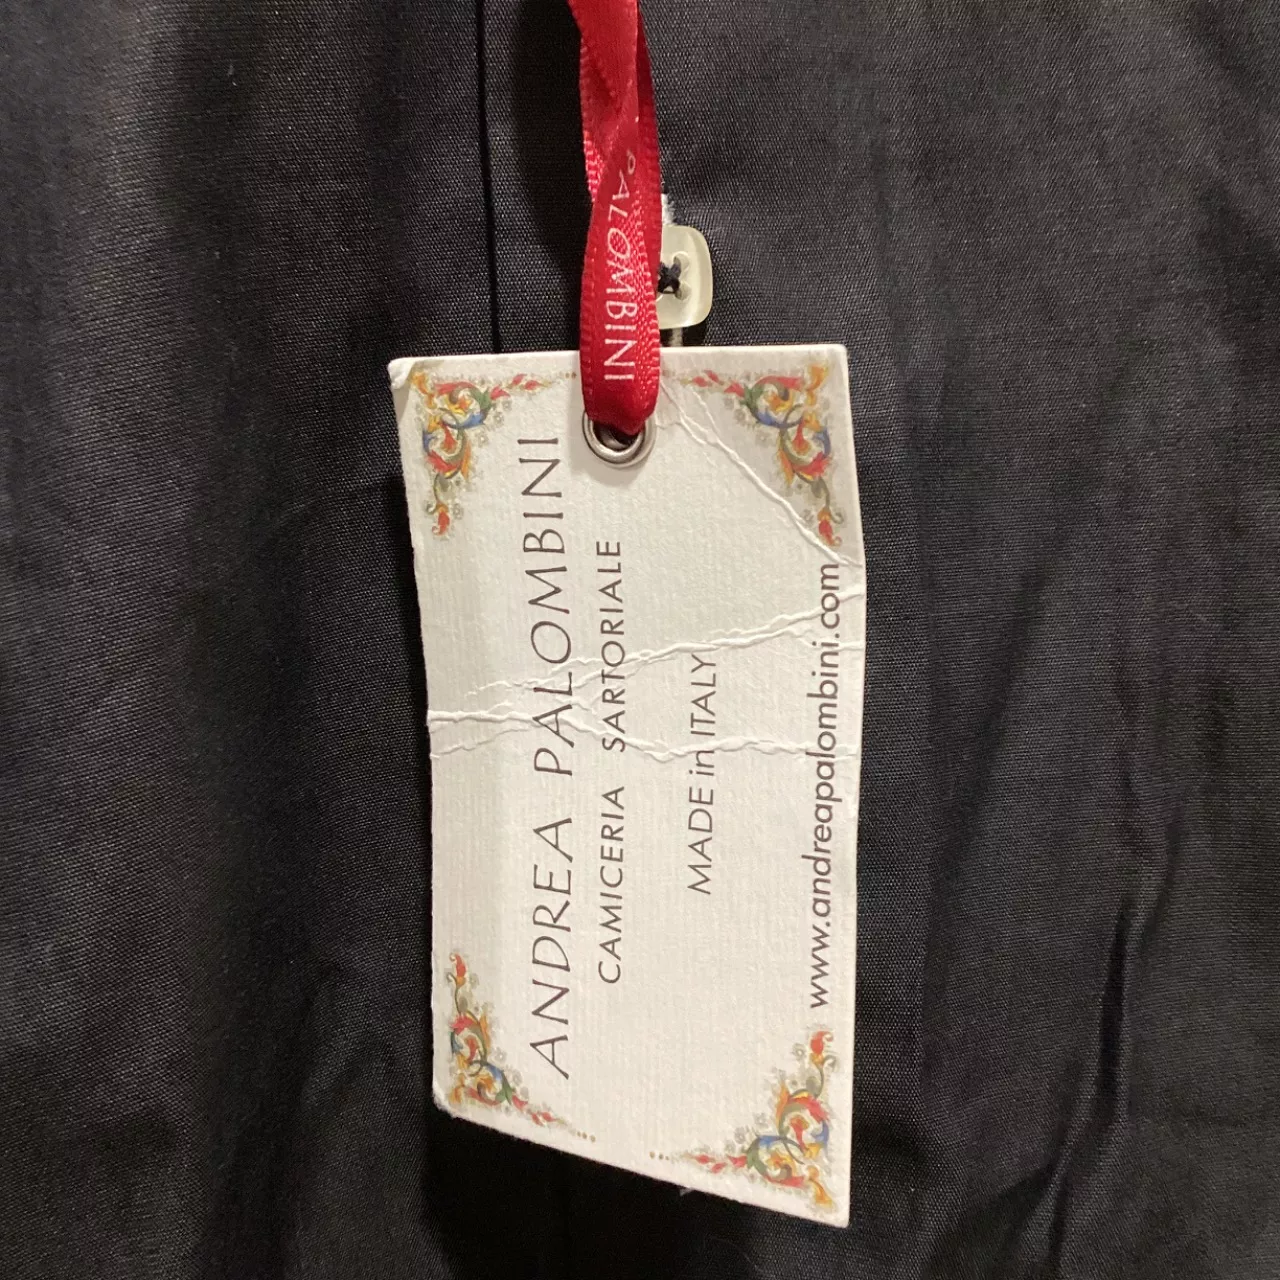 PALOMBINI
ANDREA PALOMBINI
CAMICERIA SARTORIALE
MADE in ITALY
www.andreapalombini.com